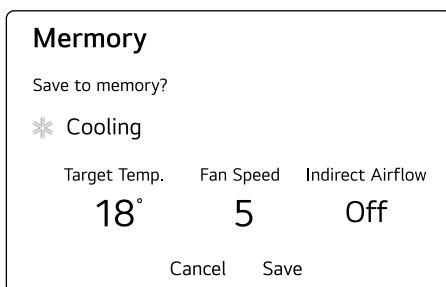 Mermory
Save to memory?
Cooling
Target Temp. Fan Speed Indirect Airflow
18° 5 Off
Cancel Save